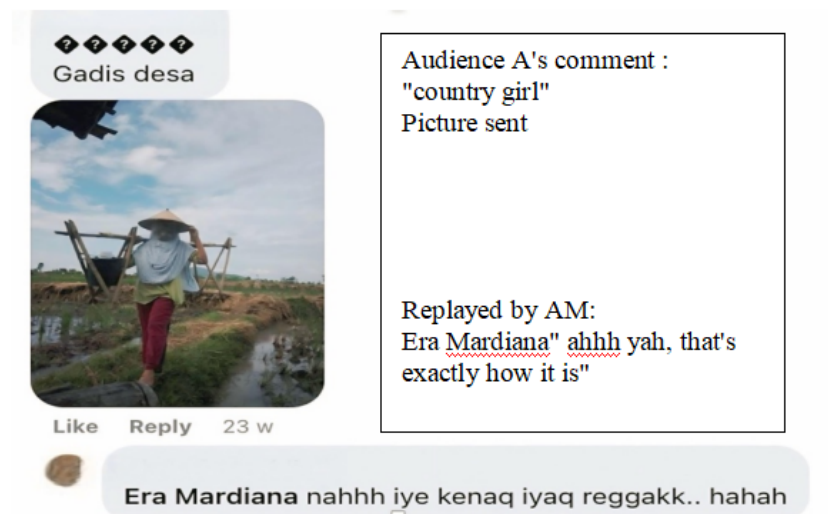 �����
Gadis desa
Like Reply 23 w
Era Mardiana nahhh iye kenaq iyaq reggakk.. hahah
Audience A's comment :
"country girl"
Picture sent
Replayed by AM:
Era Mardiana" ahhh yah, that's
exactly how it is"